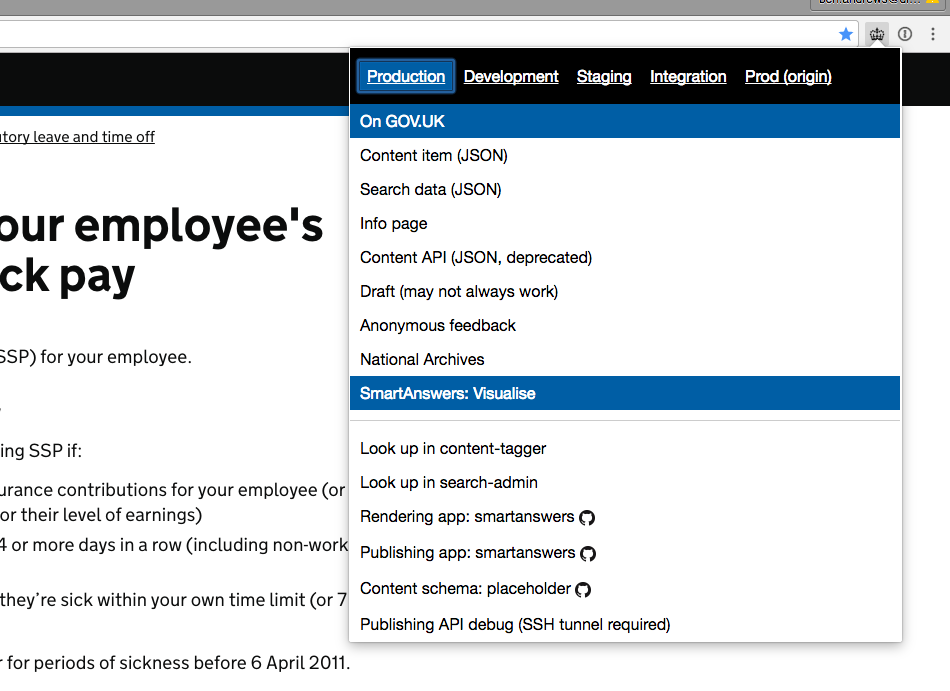 Production Development Staging Integration Prod (origin)
On GOV.UK
Content item (JSON)
Search data (JSON)
Info page
Content API (JSON, deprecated)
Draft (may not always work)
Anonymous feedback
National Archives
SmartAnswers: Visualise
Look up in content-tagger
Look up in search-admin
Rendering app: smartanswers
Publishing app: smartanswers
Content schema: placeholder
Publishing API debug (SSH tunnel required)
utory leave and time off
our employee's
ck pay
SSP) for your employee.
ing SSP if:
urance contributions for your employee (or
or their level of earnings)
4 or more days in a row (including non-work
they're sick within your own time limit (or 7
r for periods of sickness before 6 April 2011.